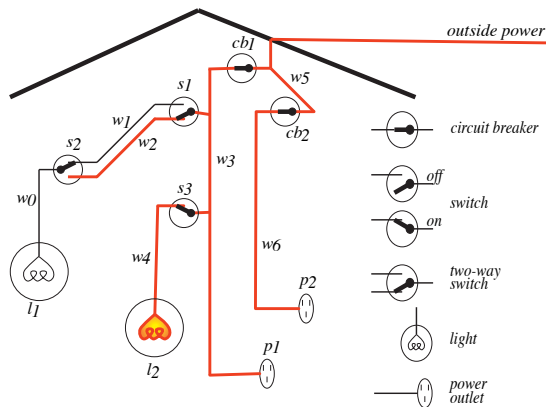 outside power
cb1
w5
s1
cb2
w1
w2
s2
w3
w0
s3
w4
w6
l1
l2
p2
p1
circuit breaker
off
switch
on
two-way
switch
light
power
outlet